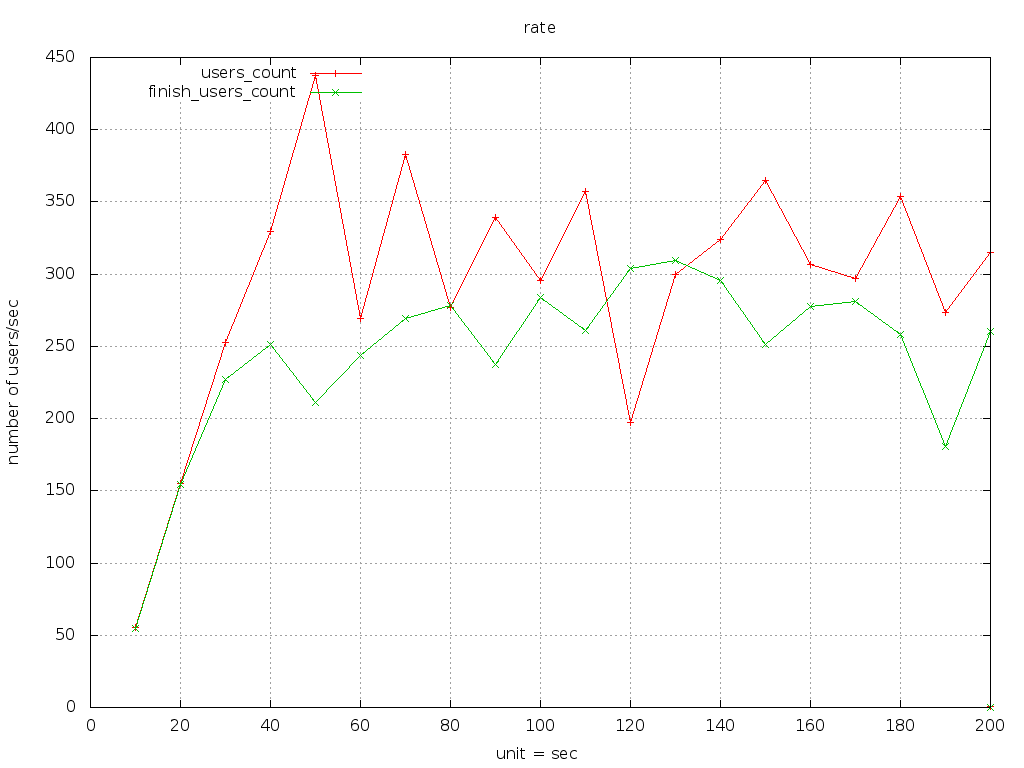 rate
450
400
350
300
250
200
150
100
50
0
users_count
finish_users_count
number of users/sec
0 20 40 60 80 100 120 140 160 180 200
unit = sec